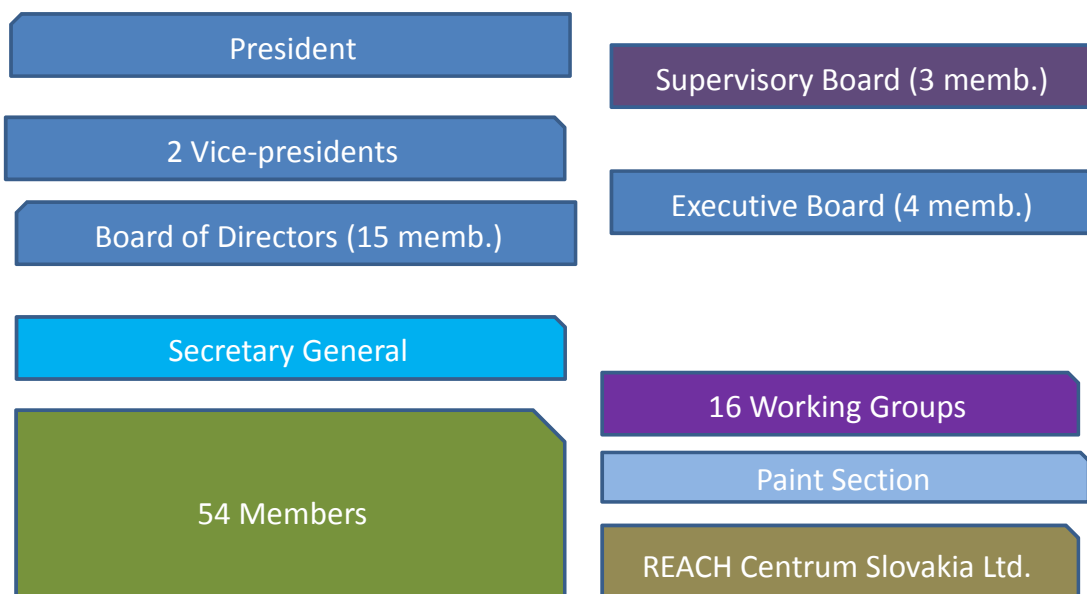 President
2 Vice-presidents
Board of Directors (15 memb.)
Secretary General
54 Members
Supervisory Board (3 memb.)
Executive Board (4 memb.)
16 Working Groups
Paint Section
REACH Centrum Slovakia Ltd.